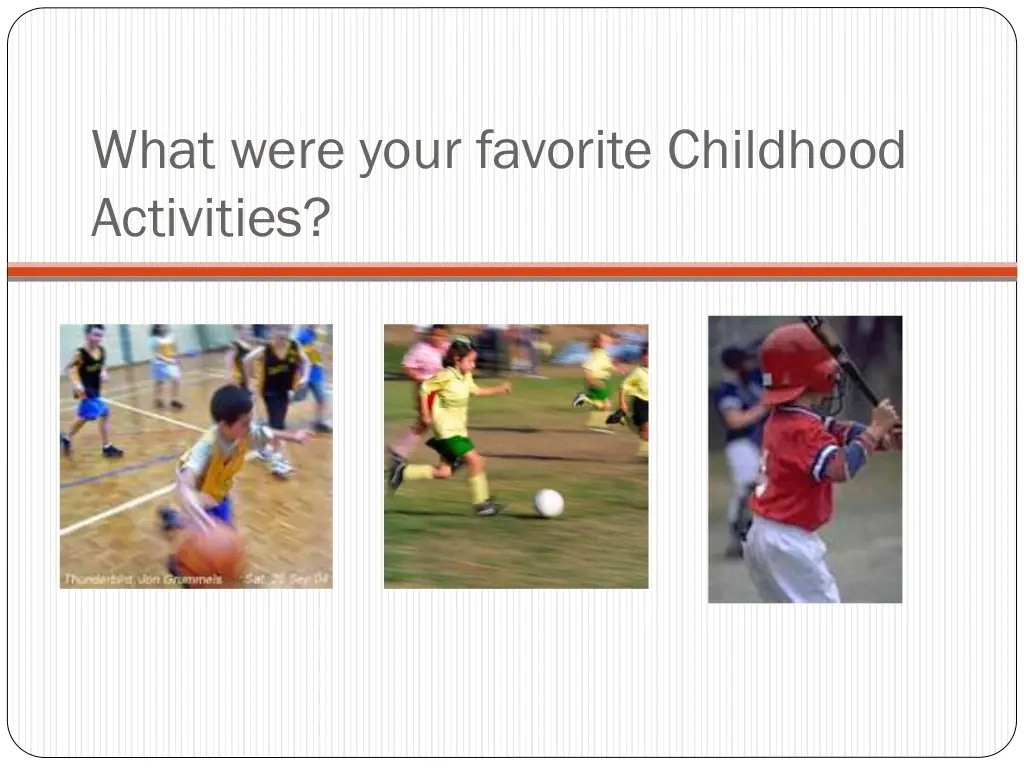 What were your favorite Childhood
Activities?
Thunderbird, Jon Grummels Sat, 25 Sep 04